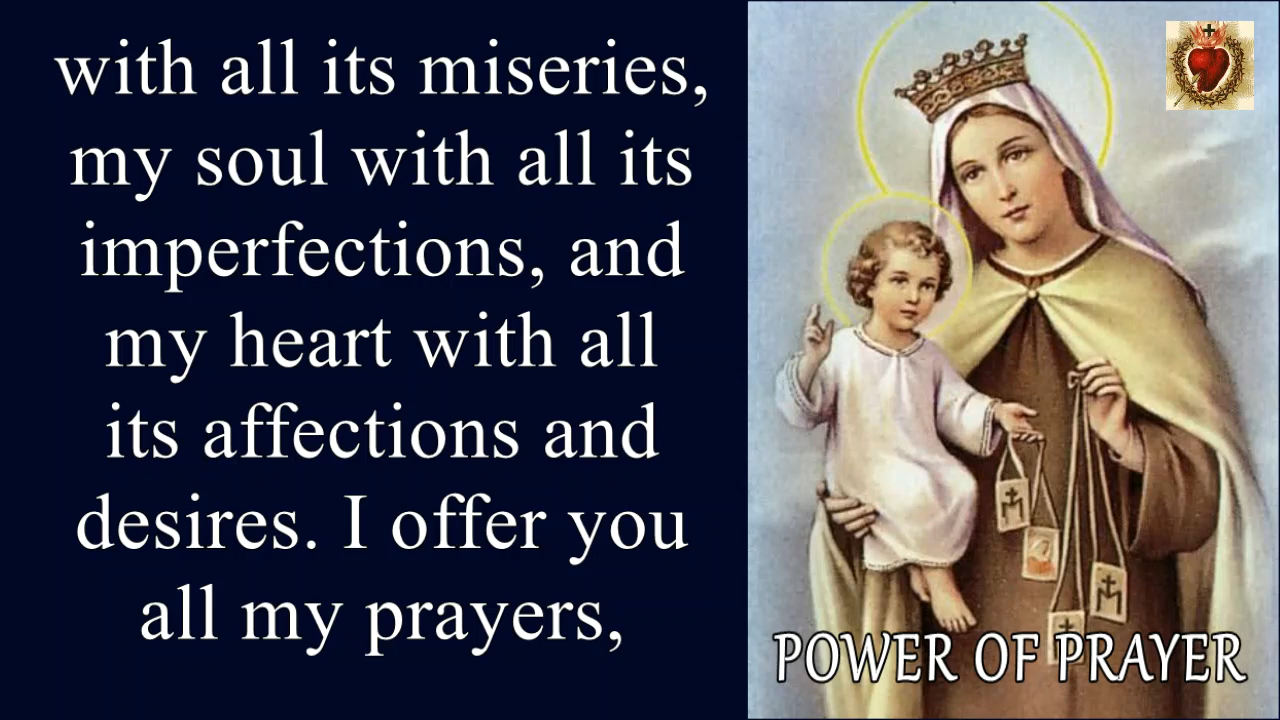 with all its miseries,
my soul with all its
imperfections, and
my heart with all
its affections and
desires. I offer you
all my prayers,
POWER OF PRAYER